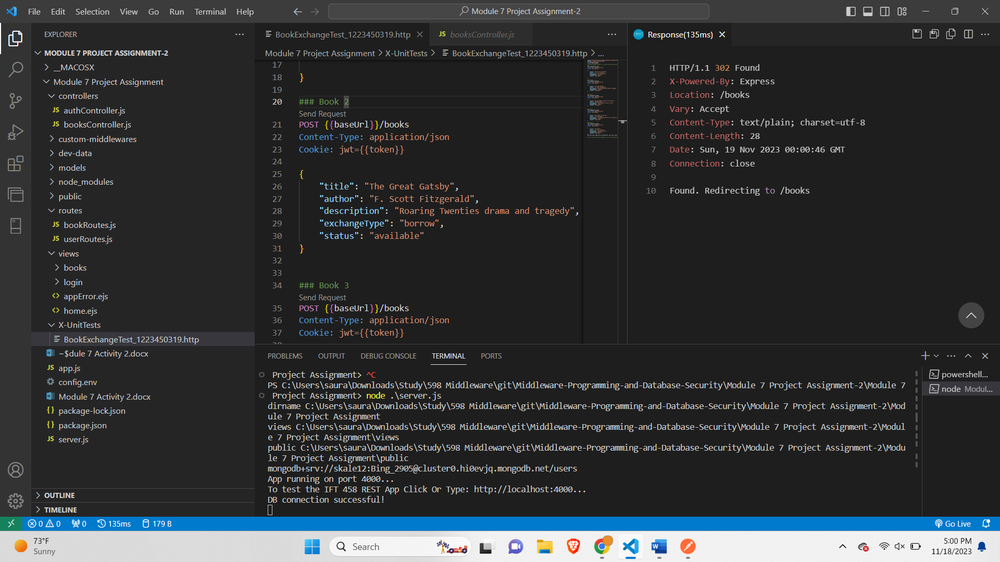 File Edit Selection View Go Run Terminal Help
Module 7 Project Assignment-2
EXPLORER
MODULE 7 PROJECT ASSIGNMENT-2
__MACOSX
Module 7 Project Assignment
controllers
JS authController.js
JS booksController.js
custom-middlewares
dev-data
models
node_modules
public
routes
JS bookRoutes.js
JS userRoutes.js
views
books
login
<> appError.ejs
<> home.ejs
X-UnitTests
BookExchangeTest_1223450319.http
~$dule 7 Activity 2.docx
JS app.js
config.env
Module 7 Activity 2.docx
{} package-lock.json
{} package.json
JS server.js
OUTLINE
TIMELINE
BookExchangeTest_1223450319.http
JS booksController.js
Module 7 Project Assignment > X-UnitTests > BookExchangeTest_1223450319.http > ...
17
18 }
19
20 ### Book 2
Send Request
21 POST {{baseUrl}}/books
22 Content-Type: application/json
23 Cookie: jwt={{token}}
24
25 {
26 "title": "The Great Gatsby",
27 "author": "F. Scott Fitzgerald",
28 "description": "Roaring Twenties drama and tragedy",
29 "exchangeType": "borrow",
30 "status": "available"
31 }
32
33
34 ### Book 3
Send Request
35 POST {{baseUrl}}/books
36 Content-Type: application/json
37 Cookie: jwt={{token}}
Response(135ms)
1 HTTP/1.1 302 Found
2 X-Powered-By: Express
3 Location: /books
4 Vary: Accept
5 Content-Type: text/plain; charset=utf-8
6 Content-Length: 28
7 Date: Sun, 19 Nov 2023 00:00:46 GMT
8 Connection: close
9
10 Found. Redirecting to /books
PROBLEMS OUTPUT DEBUG CONSOLE TERMINAL PORTS
Project Assignment> ^C
PS C:\Users\saura\Downloads\Study\598 Middleware\git\Middleware-Programming-and-Database-Security\Module 7 Project Assignment-2\Module 7
Project Assignment> node .\server.js
dirname C:\Users\saura\Downloads\Study\598 Middleware\git\Middleware-Programming-and-Database-Security\Module 7 Project Assignment-2\Mod
ule 7 Project Assignment
views C:\Users\saura\Downloads\Study\598 Middleware\git\Middleware-Programming-and-Database-Security\Module 7 Project Assignment-2\Modul
e 7 Project Assignment\views
public C:\Users\saura\Downloads\Study\598 Middleware\git\Middleware-Programming-and-Database-Security\Module 7 Project Assignment-2\Modu
le 7 Project Assignment\public
mongodb+srv://skale12:Bing_2905@cluster0.hi0evjq.mongodb.net/users
App running on port 4000...
To test the IFT 458 REST App Click Or Type: http://localhost:4000...
DB connection successful!
powershell...
node Modul...
0 0 0 135ms 179 B
Go Live
73°F
Sunny
Search
5:00 PM
11/18/2023